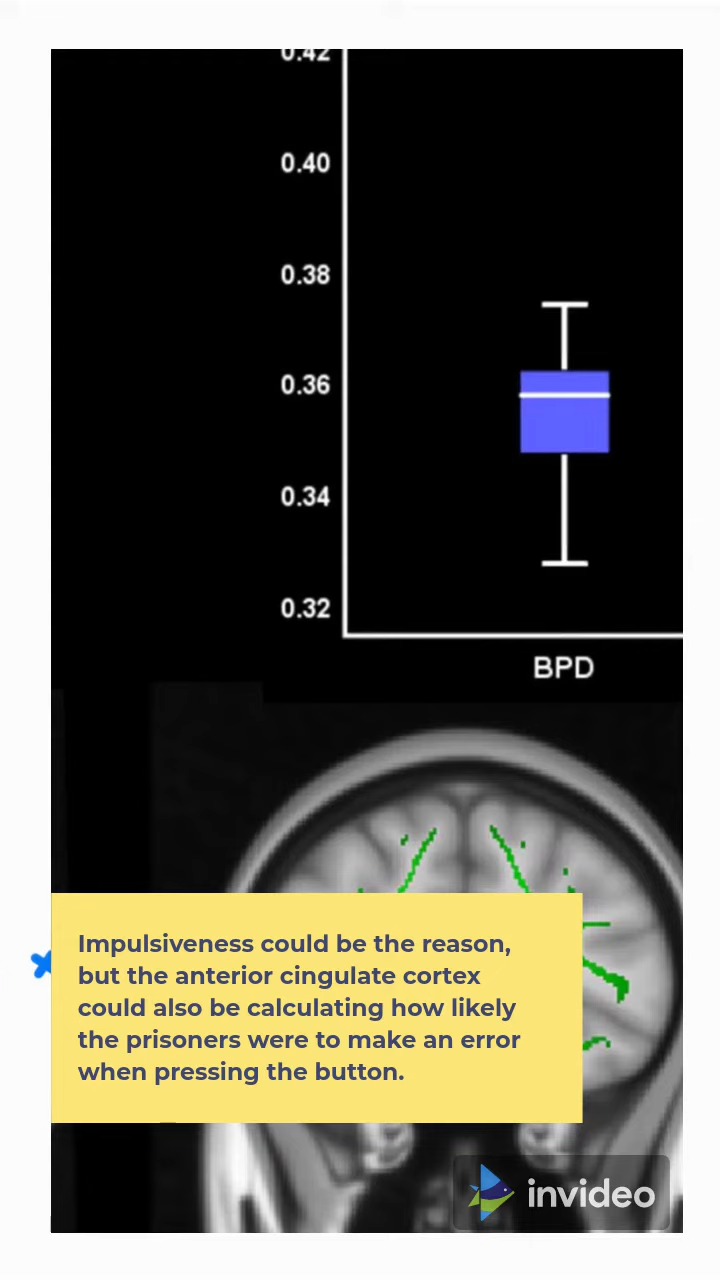 0.42
0.40
0.38
0.36
0.34
0.32
BPD
Impulsiveness could be the reason,
but the anterior cingulate cortex
could also be calculating how likely
the prisoners were to make an error
when pressing the button.
invideo